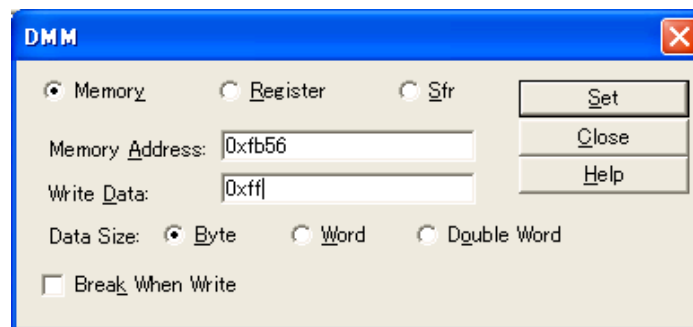 DMM
Memory Register Sfr Set
Memory Address: 0xfb56 Close
Write Data: 0xff Help
Data Size: Byte Word Double Word
Break When Write